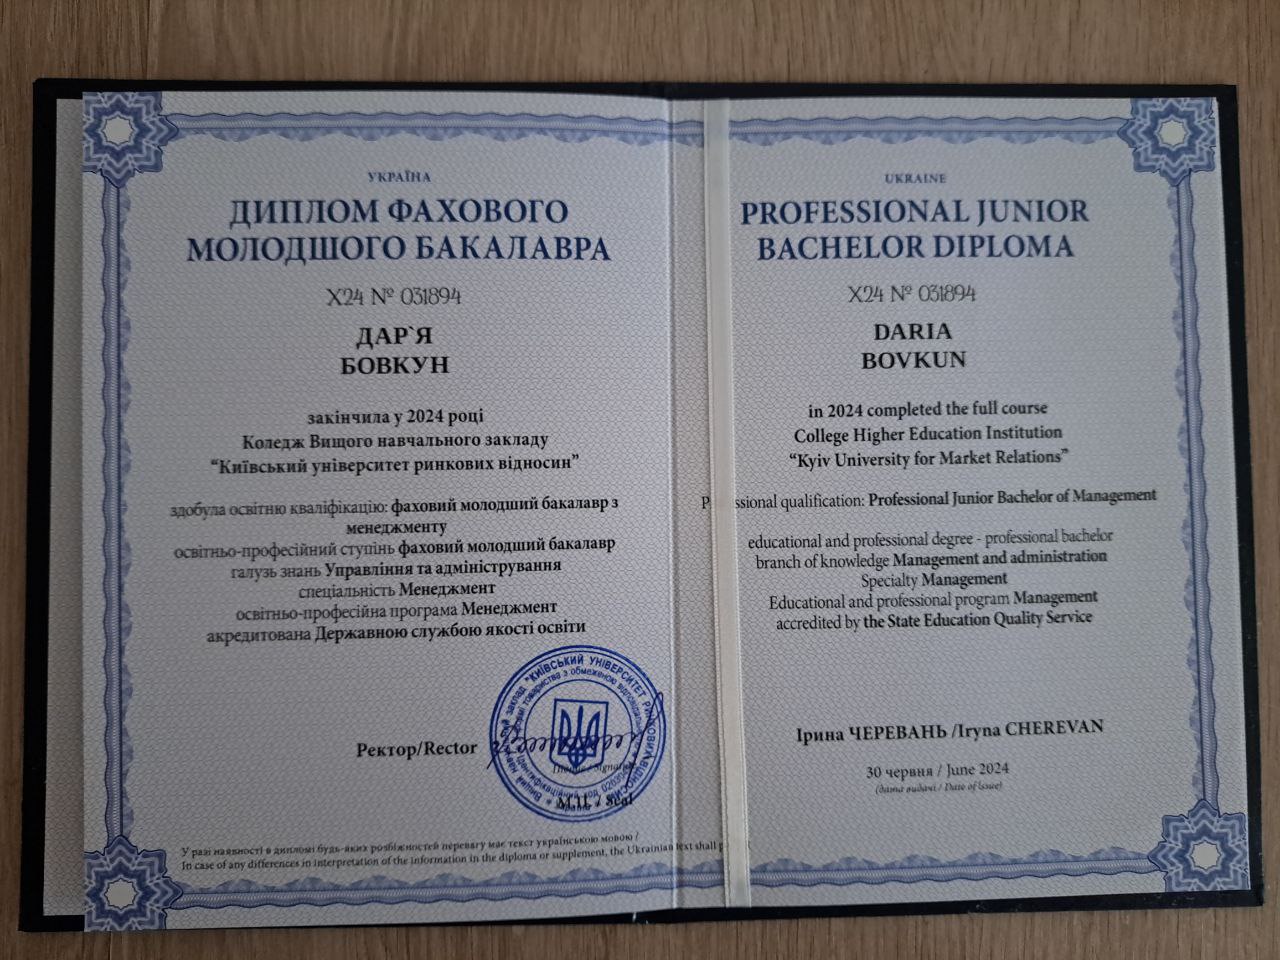 УКРАЇНА
ДИПЛОМ ФАХОВОГО
МОЛОДШОГО БАКАЛАВРА
X24 № 031894
ДАР`Я
БОВКУН
закінчила у 2024 році
Коледж Вищого навчального закладу
“Київський університет ринкових відносин”
здобула освітню кваліфікацію: фаховий молодший бакалавр з
менеджменту
освітньо-професійний ступінь фаховий молодший бакалавр
галузь знань Управління та адміністрування
спеціальність Менеджмент
освітньо-професійна програма Менеджмент
акредитована Державною службою якості освіти
Ректор/Rector
М.П. / Seal
У разі наявності в дипломі будь-яких розбіжностей перевагу має текст українською мовою /
In case of any differences in interpretation of the information in the diploma or supplement, the Ukrainian text shall
UKRAINE
PROFESSIONAL JUNIOR
BACHELOR DIPLOMA
X24 № 031894
DARIA
BOVKUN
in 2024 completed the full course
College Higher Education Institution
“Kyiv University for Market Relations”
qualification: Professional Junior Bachelor of Management
educational and professional degree - professional bachelor
branch of knowledge Management and administration
Specialty Management
Educational and professional program Management
accredited by the State Education Quality Service
Ірина ЧЕРЕВАНЬ /Iryna CHEREVAN
30 червня / June 2024
(дата видачі / Date of Issue)